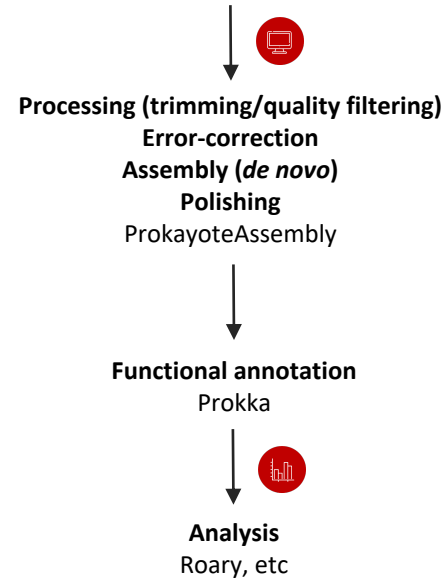 Processing (trimming/quality filtering)
Error-correction
Assembly (de novo)
Polishing
ProkayoteAssembly
Functional annotation
Prokka
Analysis
Roary, etc